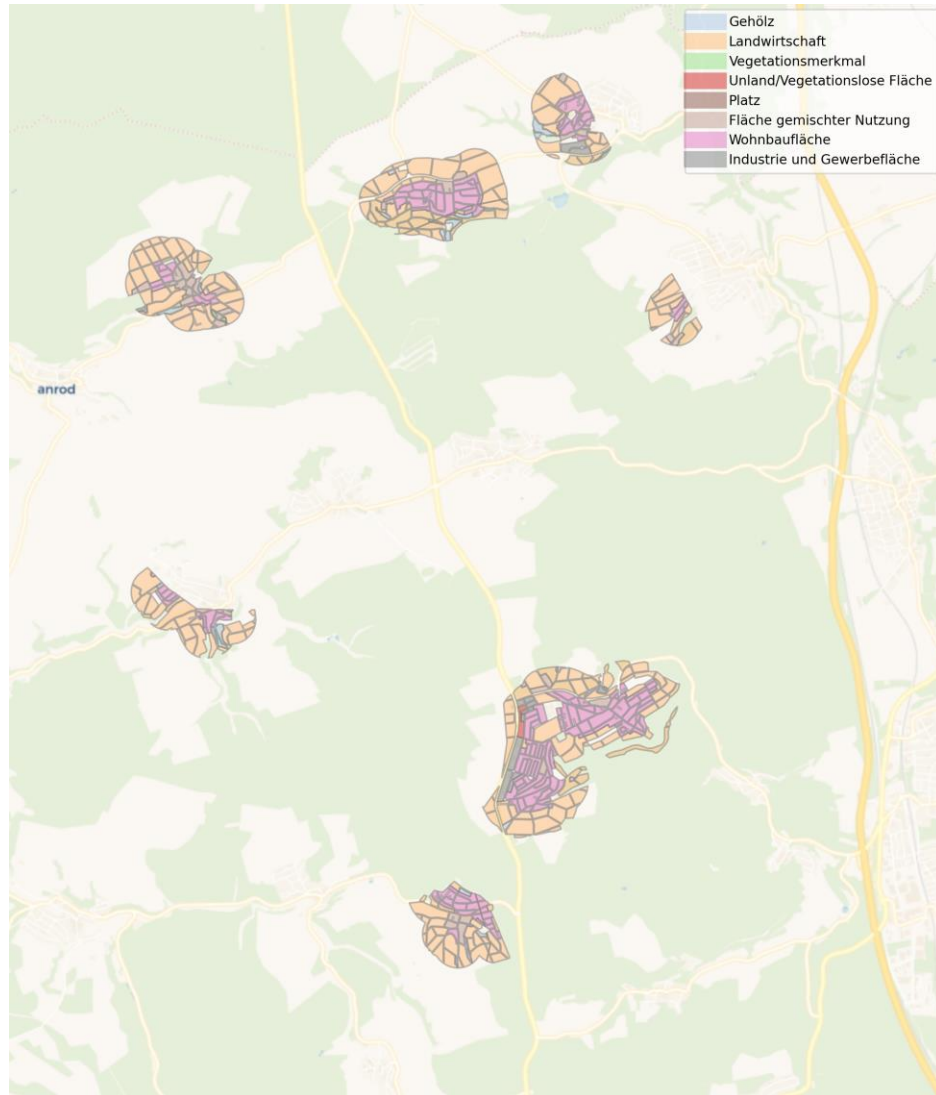 Gehölz
Landwirtschaft
Vegetationsmerkmal
Unland/Vegetationslose Fläche
Platz
Fläche gemischter Nutzung
Wohnbaufläche
Industrie und Gewerbefläche
anrod